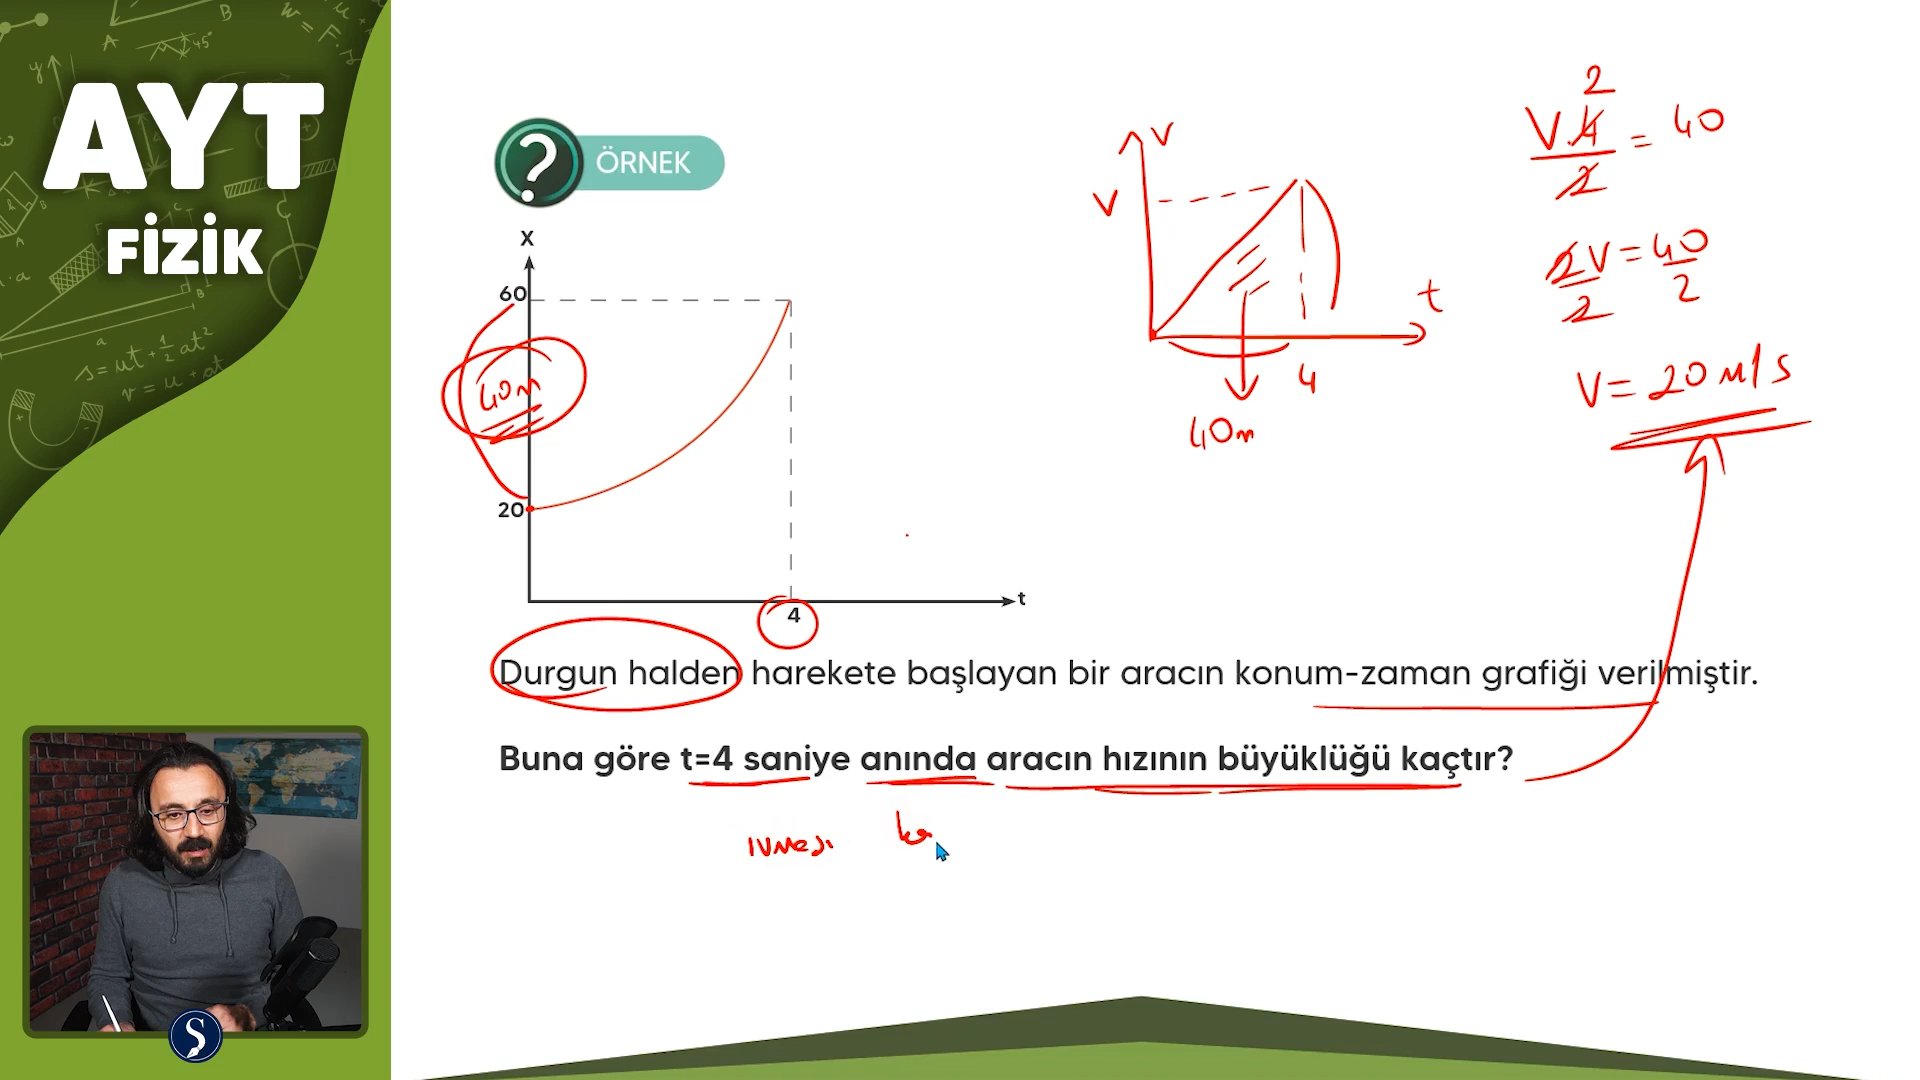 AYT
FİZİK
? ÖRNEK
X
60
40m
20
4
t
V
V
t
4
40m
2
V.4/2 = 40
2V/2 = 40/2
V = 20 m/s
Durgun halden harekete başlayan bir aracın konum-zaman grafiği verilmiştir.
Buna göre t=4 saniye anında aracın hızının büyüklüğü kaçtır?
ivmesi ka
S